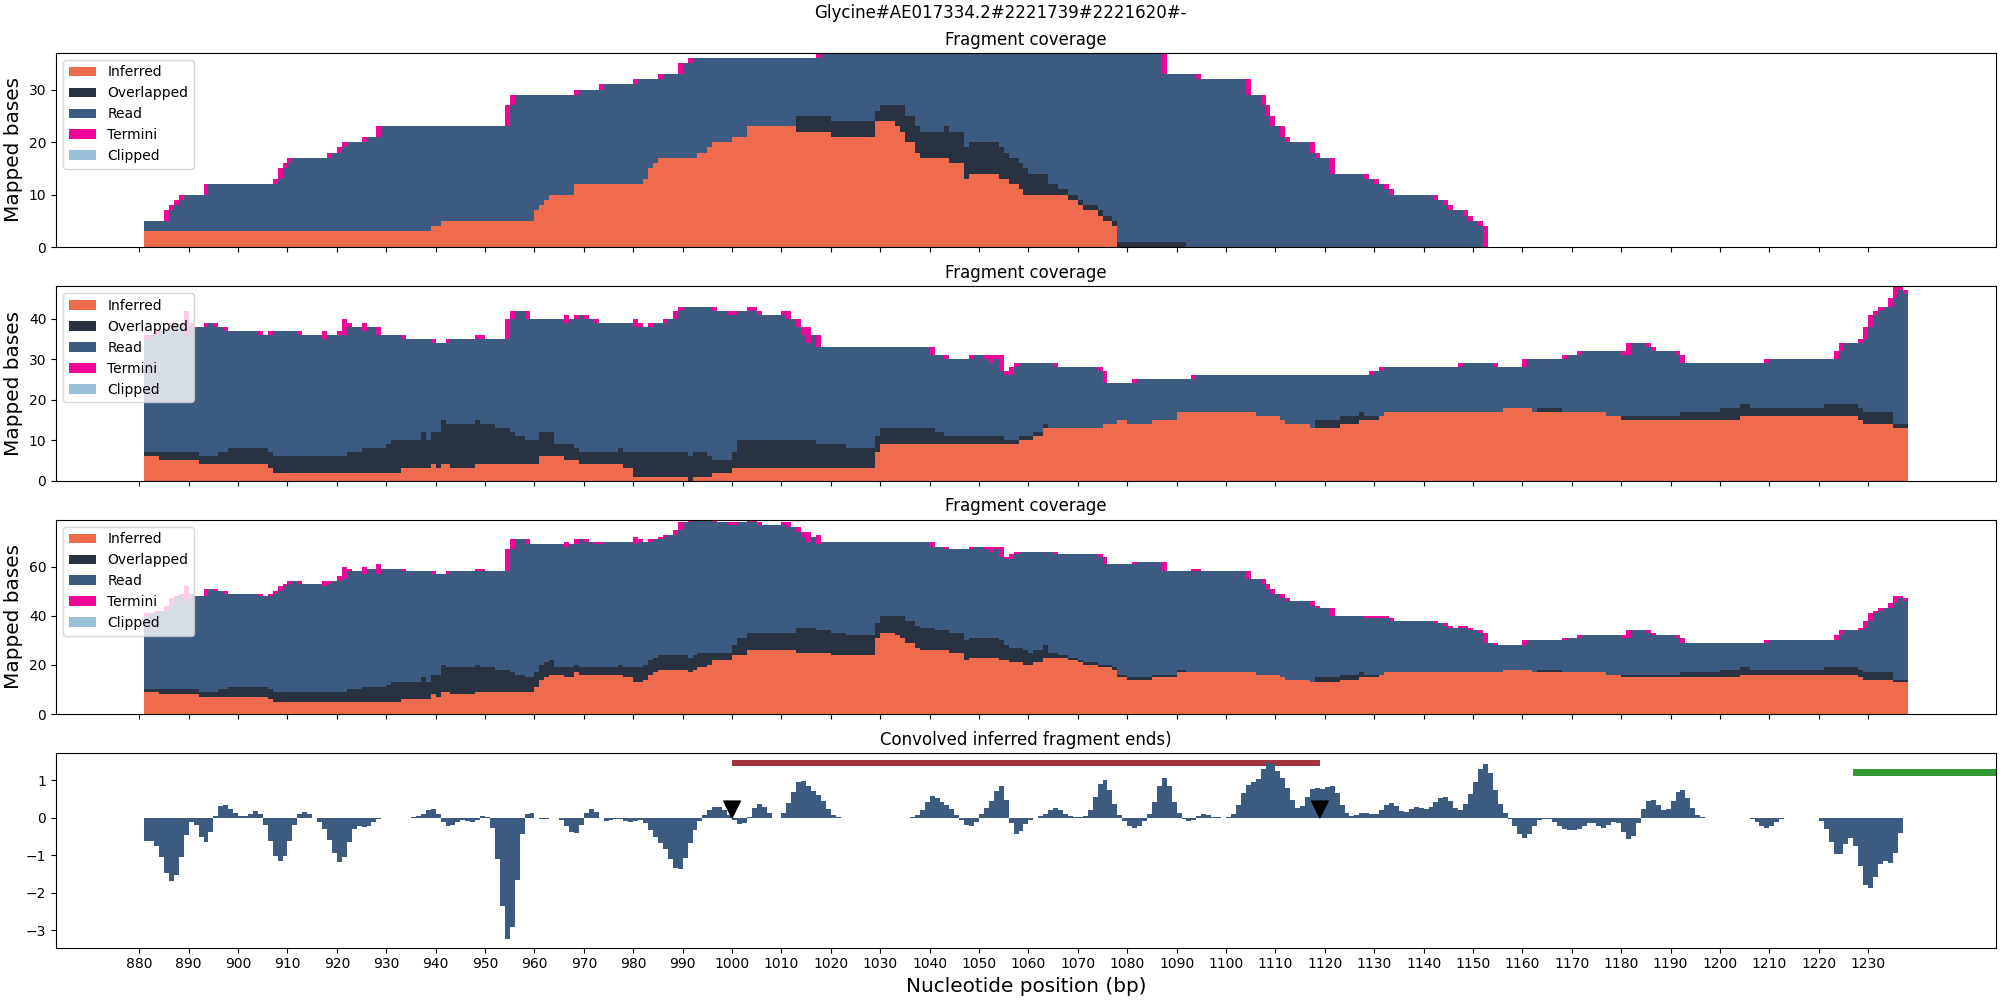 Glycine#AE017334.2#2221739#2221620#-
Fragment coverage
Mapped bases
30
20
10
0
Inferred
Overlapped
Read
Termini
Clipped
Fragment coverage
Mapped bases
40
30
20
10
0
Inferred
Overlapped
Read
Termini
Clipped
Fragment coverage
Mapped bases
60
40
20
0
Inferred
Overlapped
Read
Termini
Clipped
Convolved inferred fragment ends)
1
0
−1
−2
−3
880 890 900 910 920 930 940 950 960 970 980 990 1000 1010 1020 1030 1040 1050 1060 1070 1080 1090 1100 1110 1120 1130 1140 1150 1160 1170 1180 1190 1200 1210 1220 1230
Nucleotide position (bp)